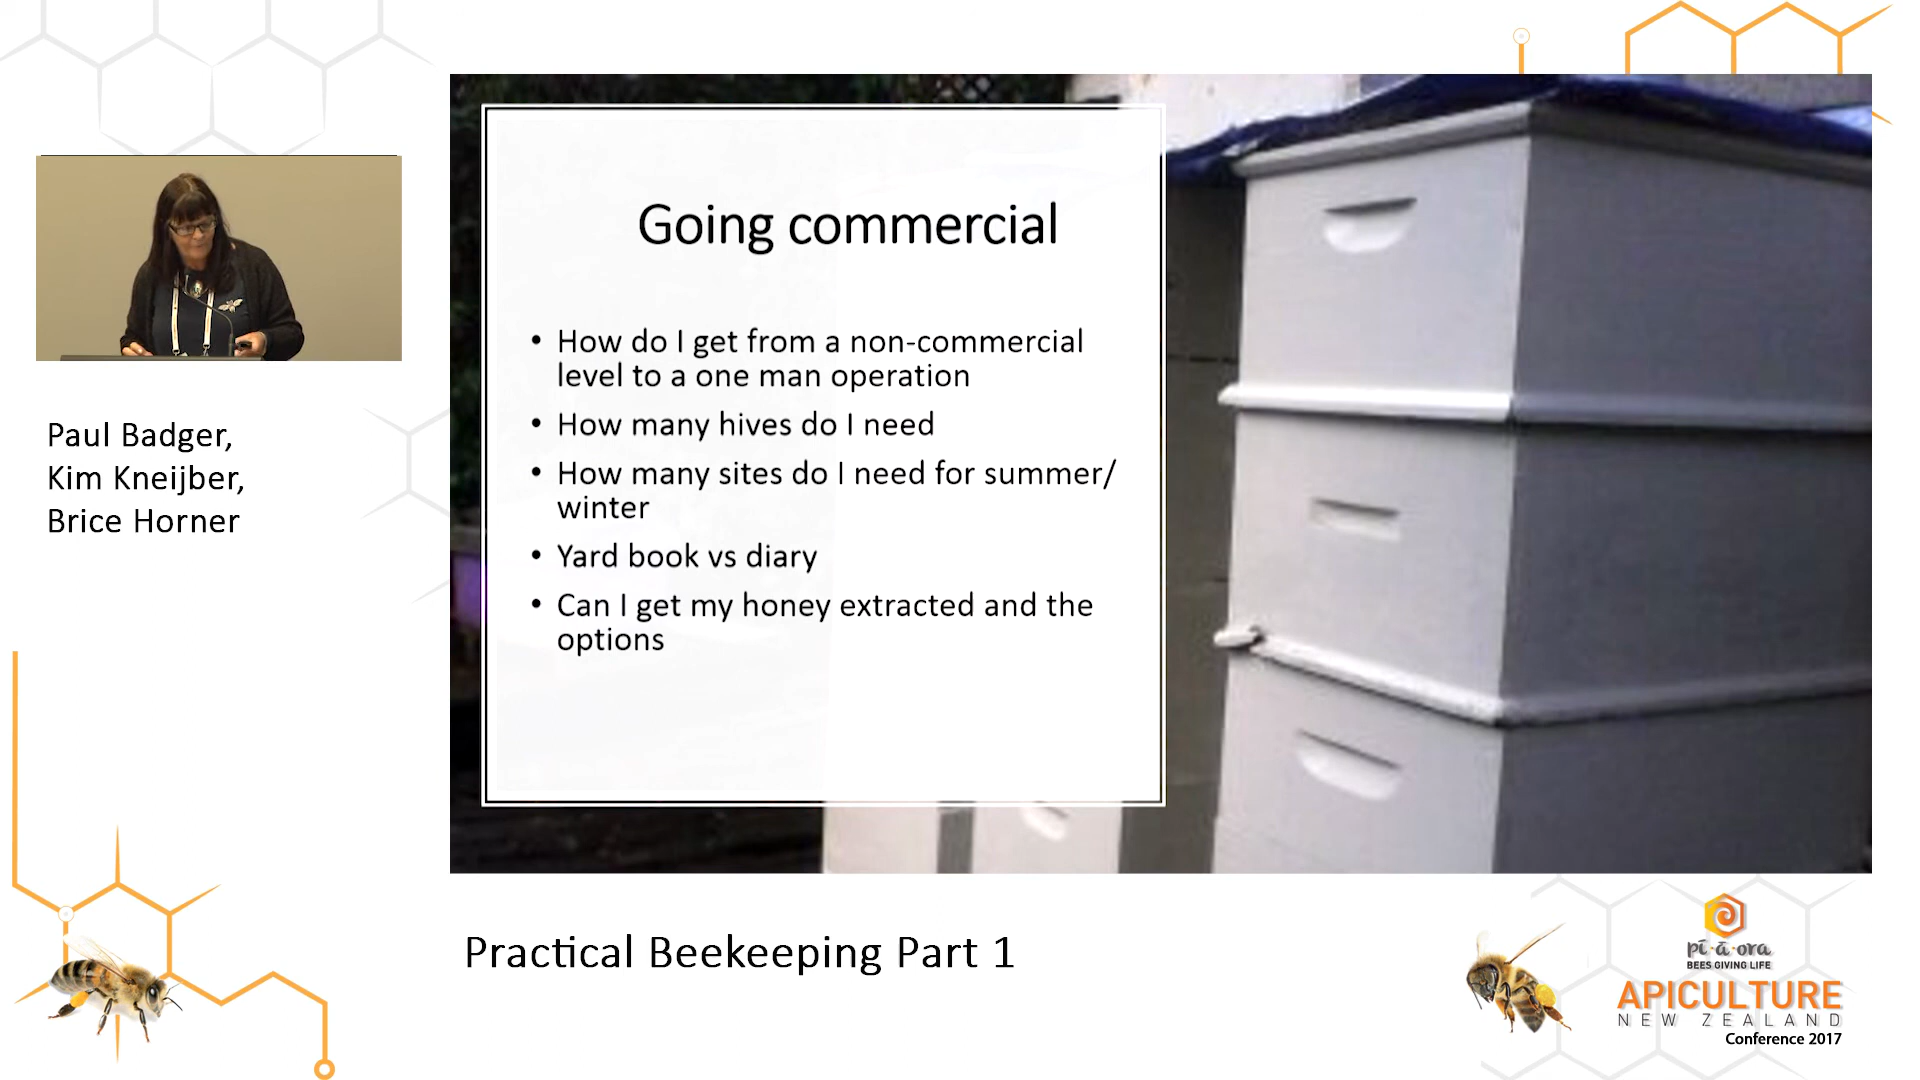 Going commercial
• How do I get from a non-commercial
level to a one man operation
• How many hives do I need
• How many sites do I need for summer/
winter
• Yard book vs diary
• Can I get my honey extracted and the
options
Paul Badger,
Kim Kneijber,
Brice Horner
Practical Beekeeping Part 1
pī-ā-ora
BEES GIVING LIFE
APICULTURE
NEW ZEALAND
Conference 2017